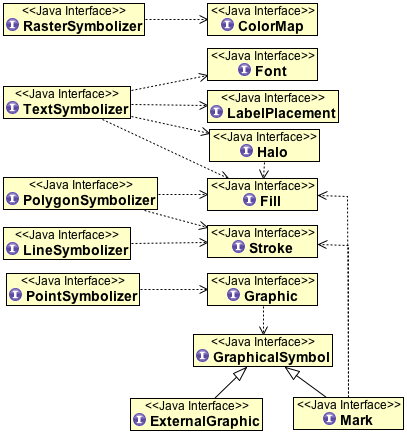 <<Java Interface>>
RasterSymbolizer
<<Java Interface>>
ColorMap
<<Java Interface>>
Font
<<Java Interface>>
TextSymbolizer
<<Java Interface>>
LabelPlacement
<<Java Interface>>
Halo
<<Java Interface>>
PolygonSymbolizer
<<Java Interface>>
Fill
<<Java Interface>>
LineSymbolizer
<<Java Interface>>
Stroke
<<Java Interface>>
PointSymbolizer
<<Java Interface>>
Graphic
<<Java Interface>>
GraphicalSymbol
<<Java Interface>>
ExternalGraphic
<<Java Interface>>
Mark